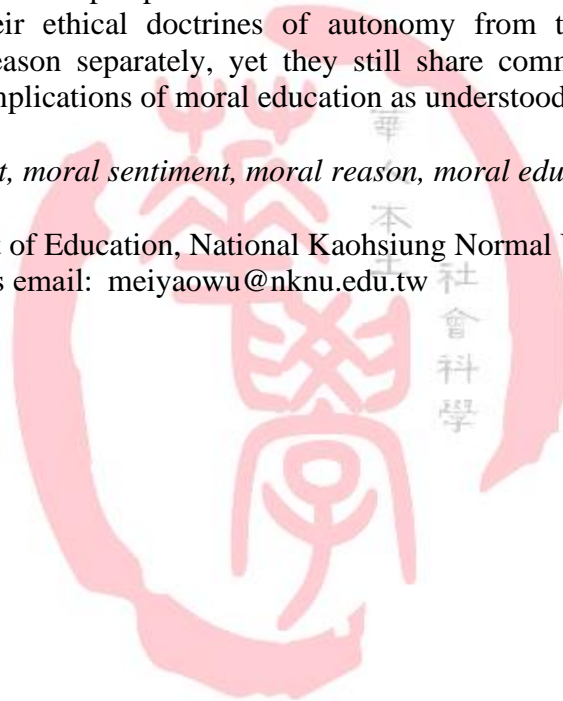 eir ethical doctrines of autonomy from t
eason separately, yet they still share comm
mplications of moral education as understood
t, moral sentiment, moral reason, moral edu
t of Education, National Kaohsiung Normal
s email: meiyaowu@nknu.edu.tw
華人本土
社會科學